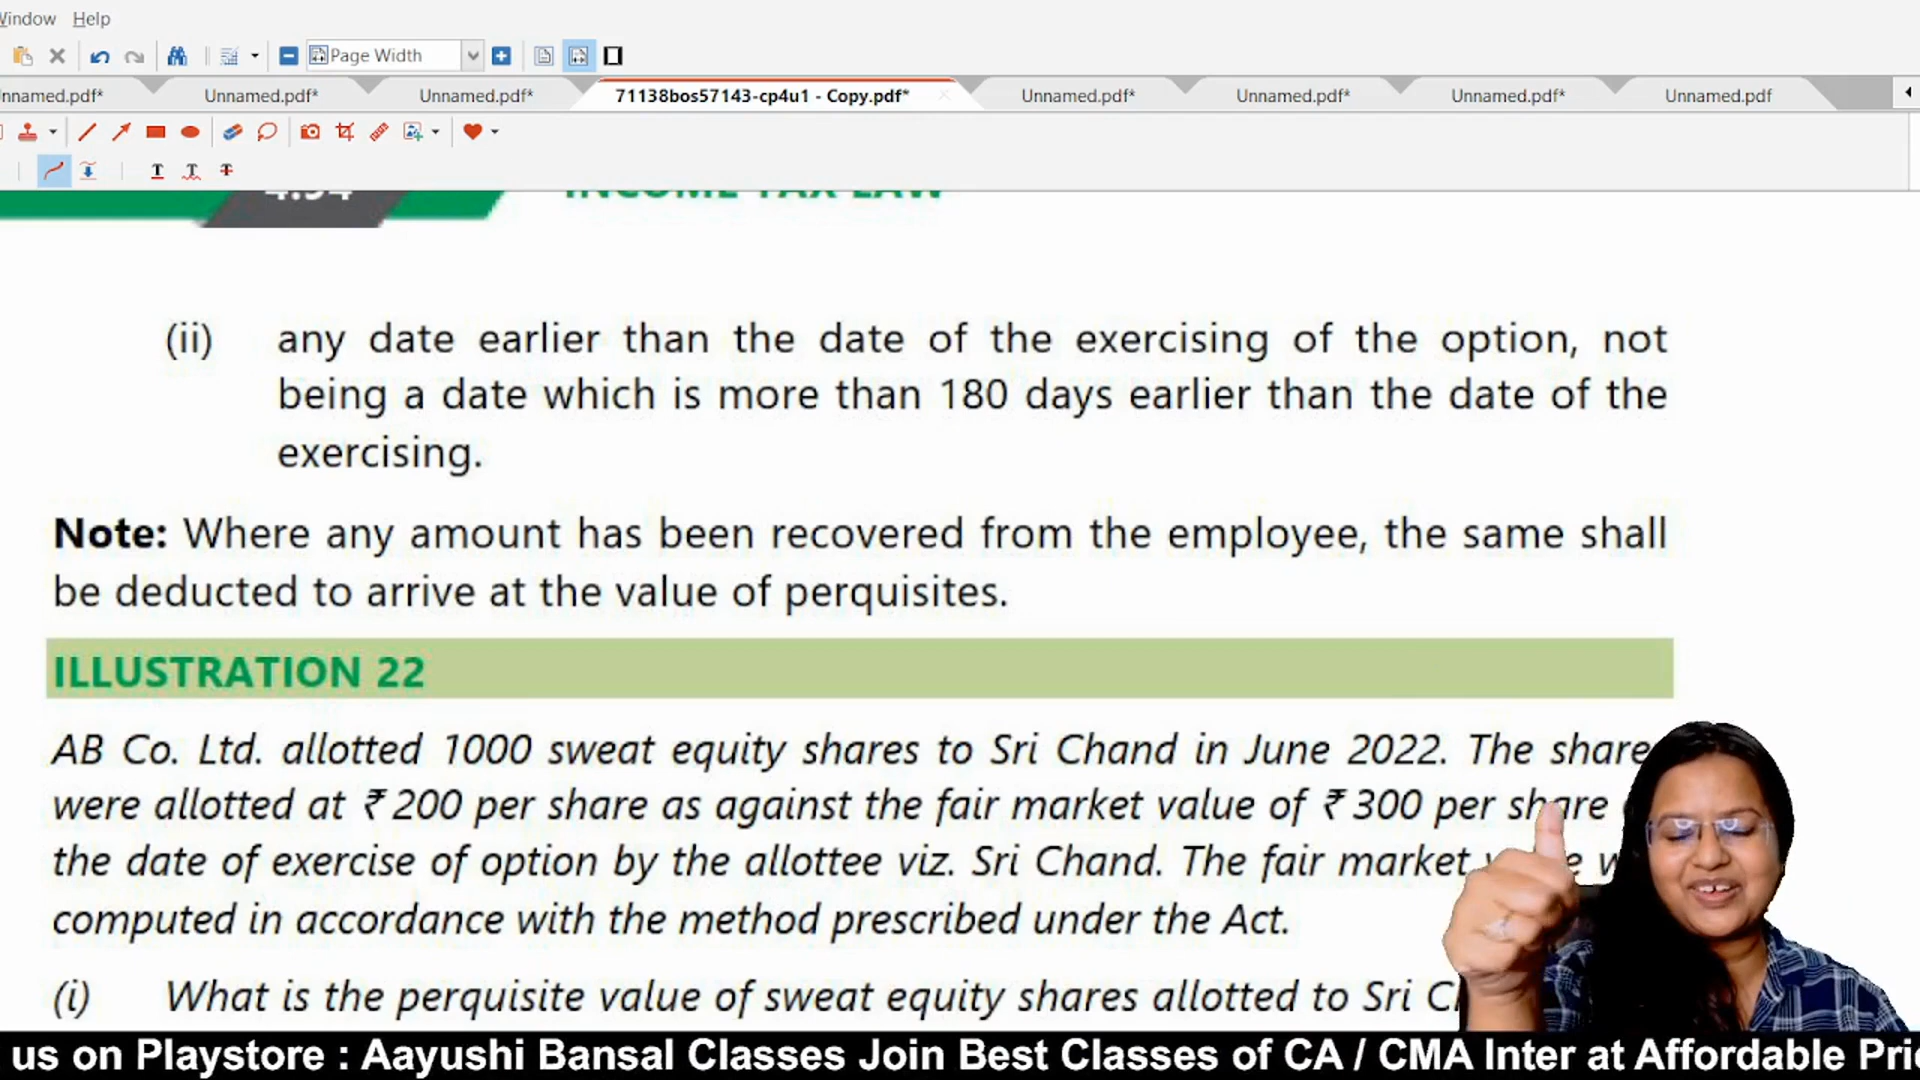 Window Help
Page Width
Unnamed.pdf* Unnamed.pdf* Unnamed.pdf* 71138bos57143-cp4u1 - Copy.pdf* Unnamed.pdf* Unnamed.pdf* Unnamed.pdf* Unnamed.pdf
INCOME TAX LAW
(ii) any date earlier than the date of the exercising of the option, not
being a date which is more than 180 days earlier than the date of the
exercising.
Note: Where any amount has been recovered from the employee, the same shall
be deducted to arrive at the value of perquisites.
ILLUSTRATION 22
AB Co. Ltd. allotted 1000 sweat equity shares to Sri Chand in June 2022. The share
were allotted at ₹ 200 per share as against the fair market value of ₹ 300 per share
the date of exercise of option by the allottee viz. Sri Chand. The fair market
computed in accordance with the method prescribed under the Act.
(i) What is the perquisite value of sweat equity shares allotted to Sri
us on Playstore : Aayushi Bansal Classes Join Best Classes of CA / CMA Inter at Affordable